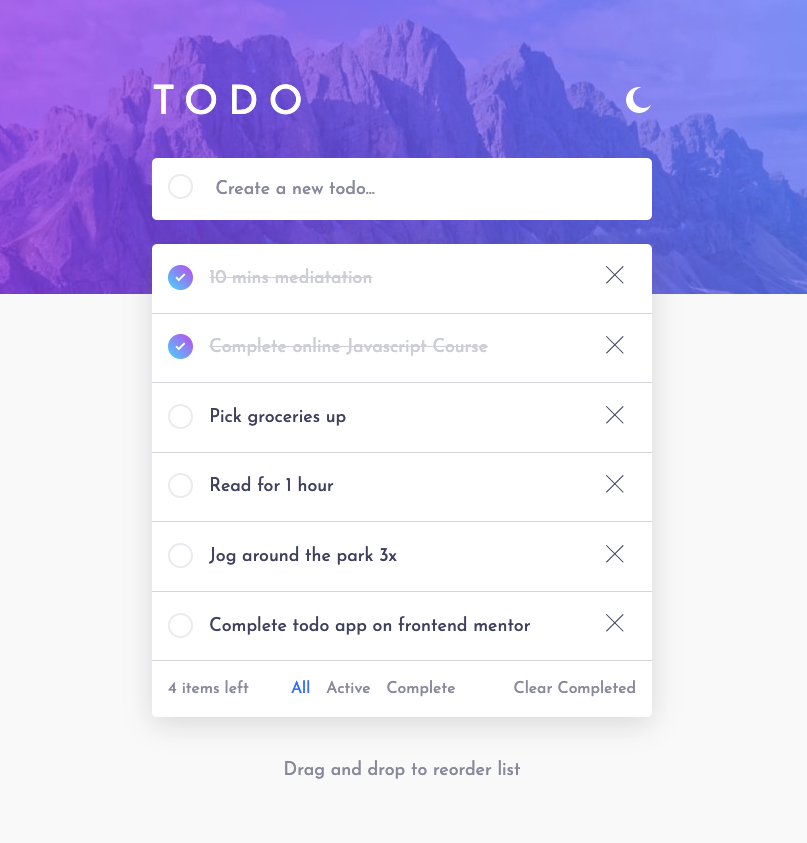 TODO
Create a new todo...
10 mins mediatation
Complete online Javascript Course
Pick groceries up
Read for 1 hour
Jog around the park 3x
Complete todo app on frontend mentor
4 items left All Active Complete Clear Completed
Drag and drop to reorder list